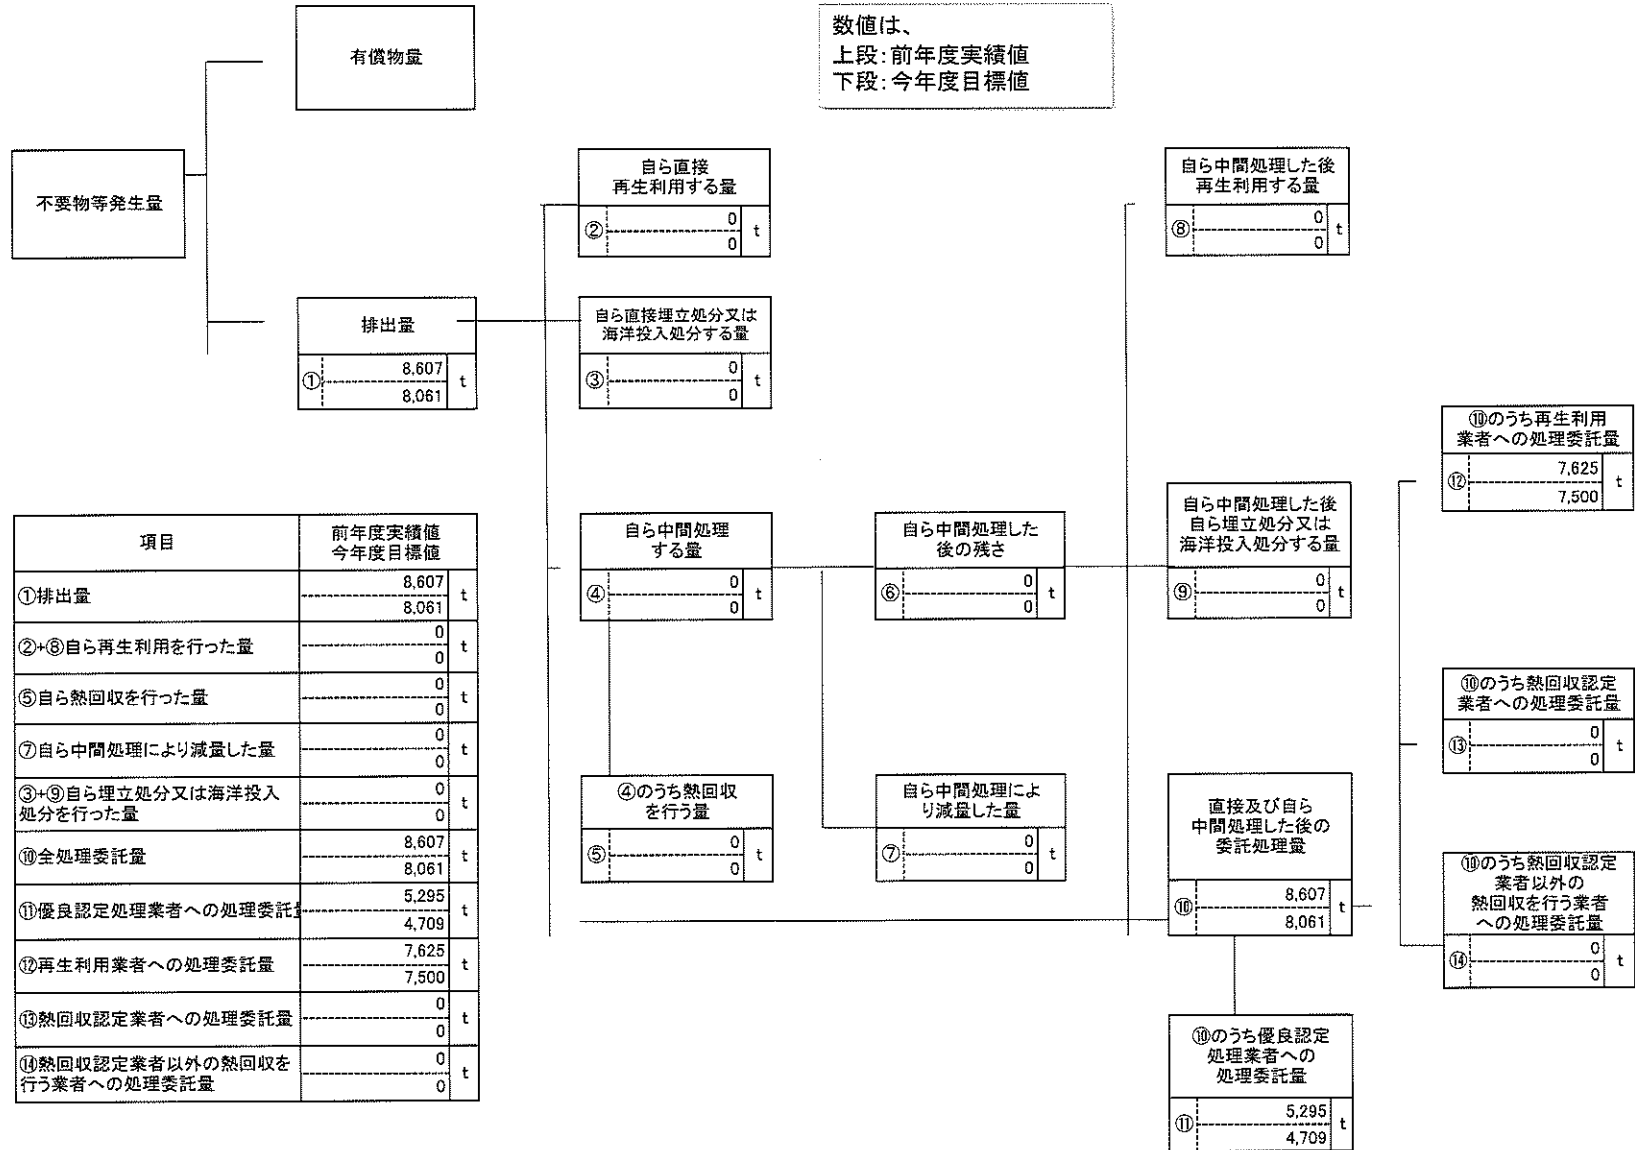 数値は、
上段:前年度実績値
下段:今年度目標値
有償物量
不要物等発生量
排出量
① 8,607 t
8,061
自ら直接
再生利用する量
② 0 t
0
自ら直接埋立処分又は
海洋投入処分する量
③ 0 t
0
自ら中間処理
する量
④ 0 t
0
④のうち熱回収
を行う量
⑤ 0 t
0
自ら中間処理した
後の残さ
⑥ 0 t
0
自ら中間処理によ
り減量した量
⑦ 0 t
0
自ら中間処理した後
再生利用する量
⑧ 0 t
0
自ら中間処理した後
自ら埋立処分又は
海洋投入処分する量
⑨ 0 t
0
直接及び自ら
中間処理した後の
委託処理量
⑩ 8,607 t
8,061
⑩のうち優良認定
処理業者への
処理委託量
⑪ 5,295 t
4,709
⑩のうち再生利用
業者への処理委託量
⑫ 7,625 t
7,500
⑩のうち熱回収認定
業者への処理委託量
⑬ 0 t
0
⑩のうち熱回収認定
業者以外の
熱回収を行う業者
への処理委託量
⑭ 0 t
0
項目 前年度実績値
今年度目標値
①排出量 8,607 t
8,061
②+⑧自ら再生利用を行った量 0 t
0
⑤自ら熱回収を行った量 0 t
0
⑦自ら中間処理により減量した量 0 t
0
③+⑨自ら埋立処分又は海洋投入
処分を行った量 0 t
0
⑩全処理委託量 8,607 t
8,061
⑪優良認定処理業者への処理委託 5,295 t
4,709
⑫再生利用業者への処理委託量 7,625 t
7,500
⑬熱回収認定業者への処理委託量 0 t
0
⑭熱回収認定業者以外の熱回収を
行う業者への処理委託量 0 t
0